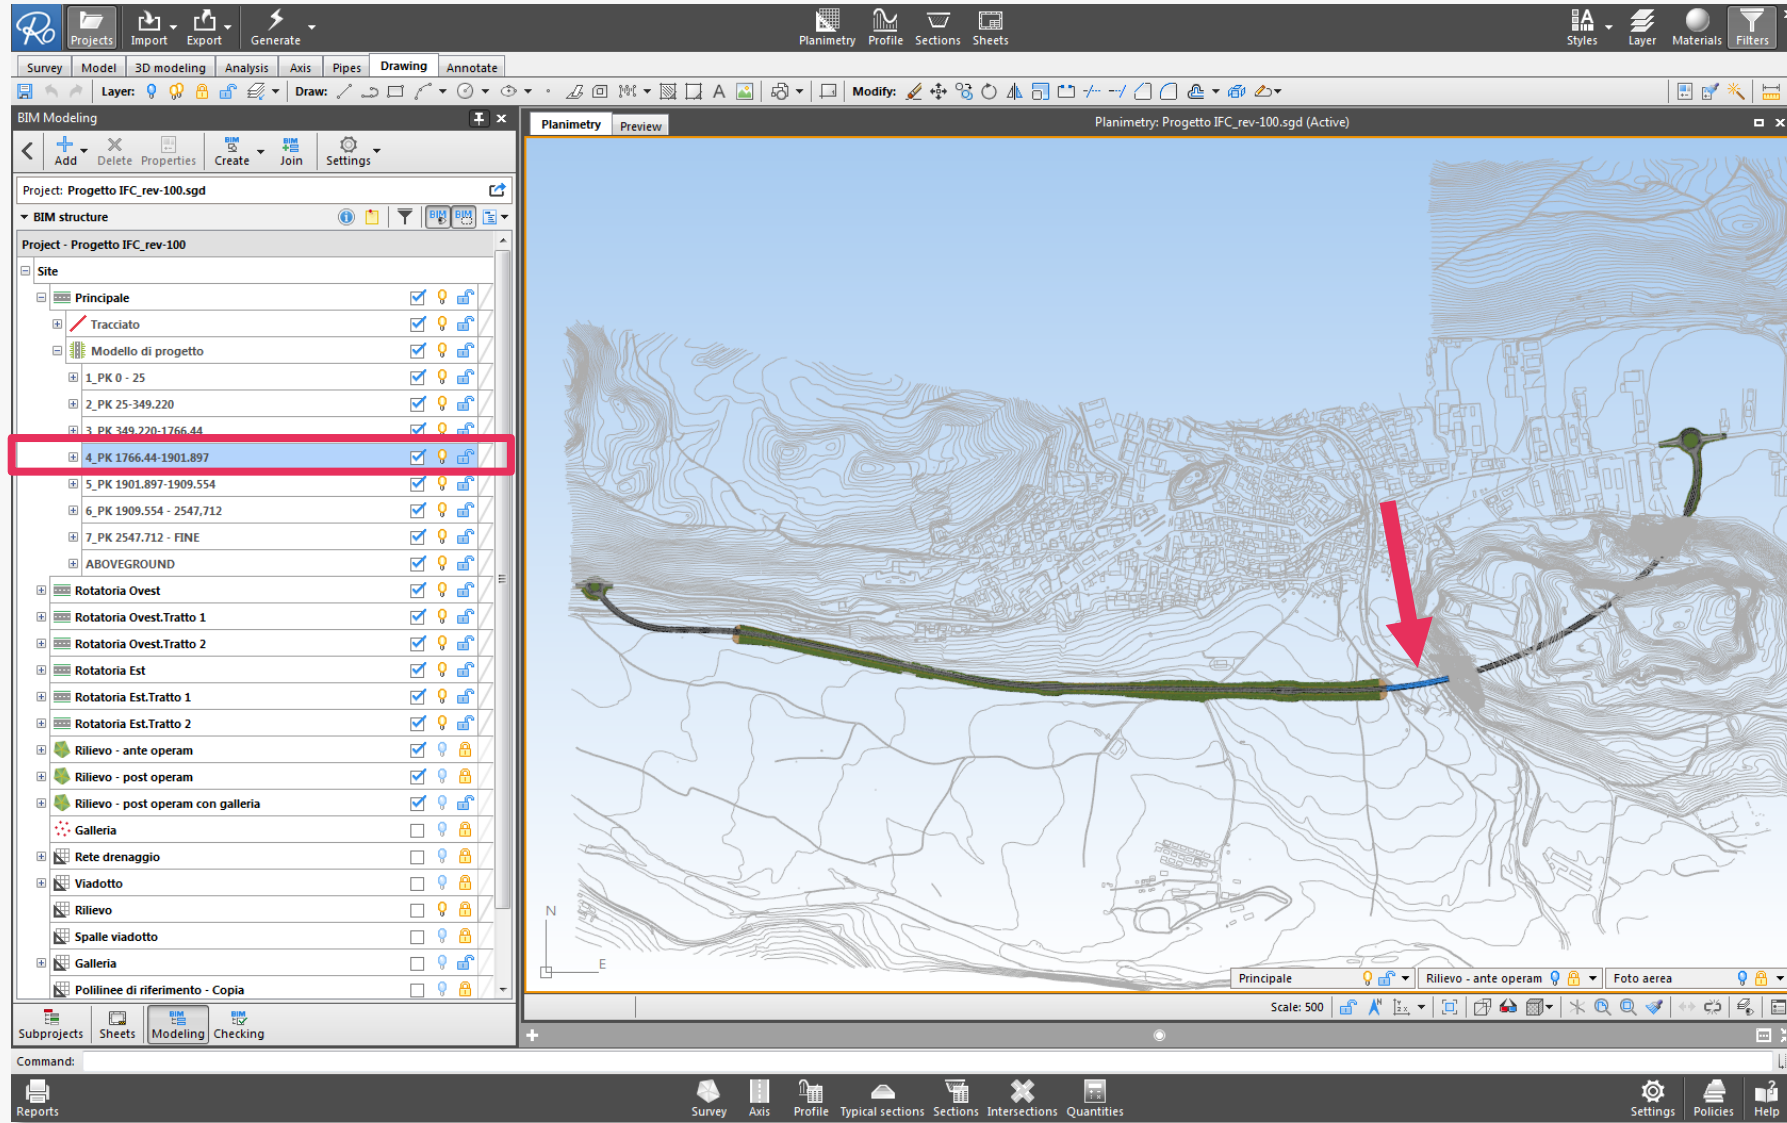 Ro
Projects Import Export Generate
Planimetry Profile Sections Sheets
Styles Layer Materials Filters
Survey Model 3D modeling Analysis Axis Pipes Drawing Annotate
Layer: Draw: A Modify:
BIM Modeling
Planimetry Preview Planimetry: Progetto IFC_rev-100.sgd (Active)
Add Delete Properties Create Join Settings
Project: Progetto IFC_rev-100.sgd
BIM structure
Project - Progetto IFC_rev-100
Site
Principale
Tracciato
Modello di progetto
1_PK 0 - 25
2_PK 25-349.220
3_PK 349.220-1766.44
4_PK 1766.44-1901.897
5_PK 1901.897-1909.554
6_PK 1909.554 - 2547,712
7_PK 2547.712 - FINE
ABOVEGROUND
Rotatoria Ovest
Rotatoria Ovest.Tratto 1
Rotatoria Ovest.Tratto 2
Rotatoria Est
Rotatoria Est.Tratto 1
Rotatoria Est.Tratto 2
Rilievo - ante operam
Rilievo - post operam
Rilievo - post operam con galleria
Galleria
Rete drenaggio
Viadotto
Rilievo
Spalle viadotto
Galleria
Polilinee di riferimento - Copia
N
E
Principale Rilievo - ante operam Foto aerea
Scale: 500
Subprojects Sheets Modeling Checking
Command:
Reports
Survey Axis Profile Typical sections Sections Intersections Quantities
Settings Policies Help